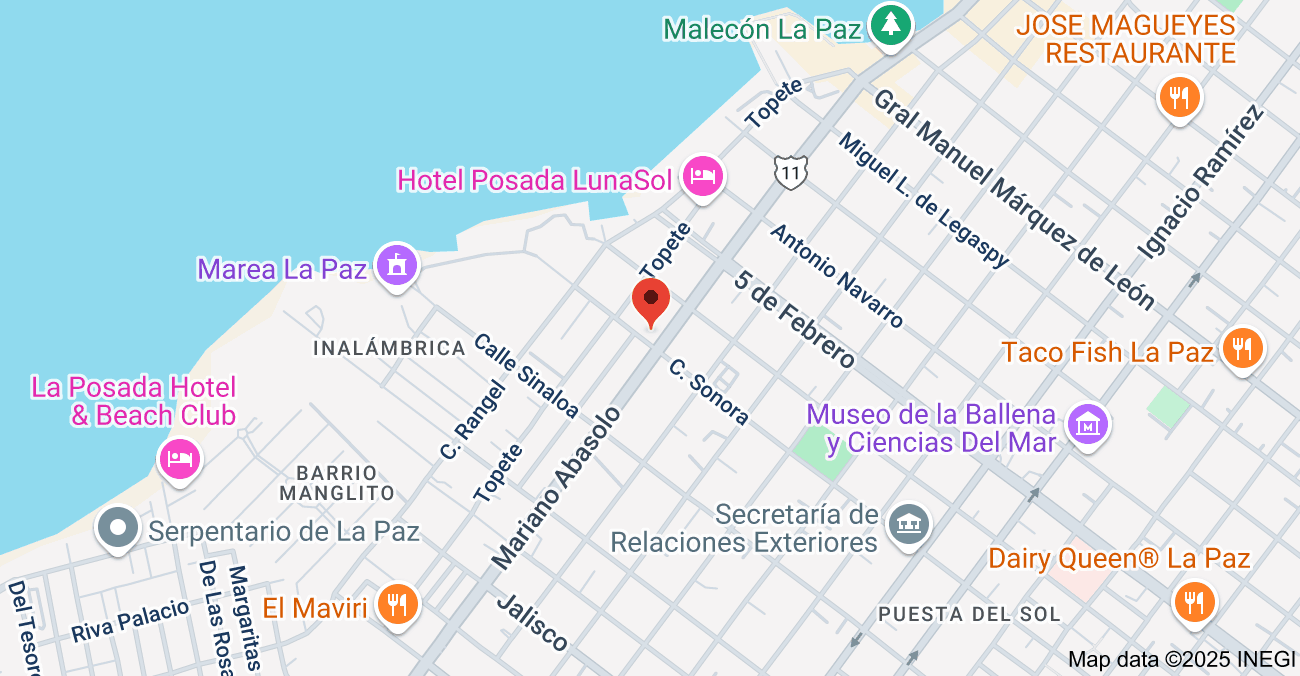 Malecón La Paz
JOSE MAGUEYES
RESTAURANTE
Topete
Gral Manuel Márquez de León
Ignacio Ramírez
Miguel L. de Legaspy
11
Hotel Posada LunaSol
Topete
Antonio Navarro
Marea La Paz
5 de Febrero
INALÁMBRICA
Calle Sinaloa
C. Sonora
Taco Fish La Paz
La Posada Hotel
& Beach Club
C. Rangel
Mariano Abasolo
Museo de la Ballena
y Ciencias Del Mar
M
BARRIO
MANGLITO
Topete
Serpentario de La Paz
Secretaría de
Relaciones Exteriores
Dairy Queen® La Paz
Del Tesoro
Riva Palacio
De Las Rosa
Margaritas
El Maviri
Jalisco
PUESTA DEL SOL
Map data ©2025 INEGI